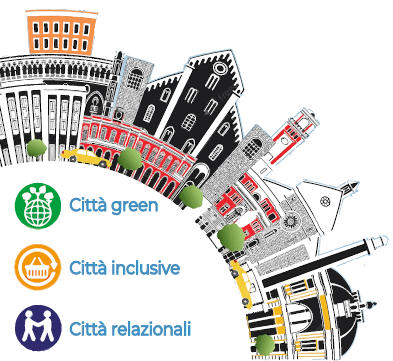 Città green
Città inclusive
Città relazionali